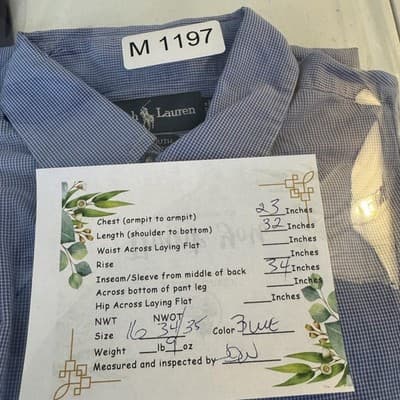 M 1197
Lauren
Chest (armpit to armpit) 23 Inches
Length (shoulder to bottom) 32 Inches
Waist Across Laying Flat Inches
Rise Inches
Inseam/Sleeve from middle of back 34 Inches
Across bottom of pant leg Inches
Hip Across Laying Flat Inches
NWT NWOT
Size 16 34/35 Color BLUE
Weight lb 9 oz
Measured and inspected by